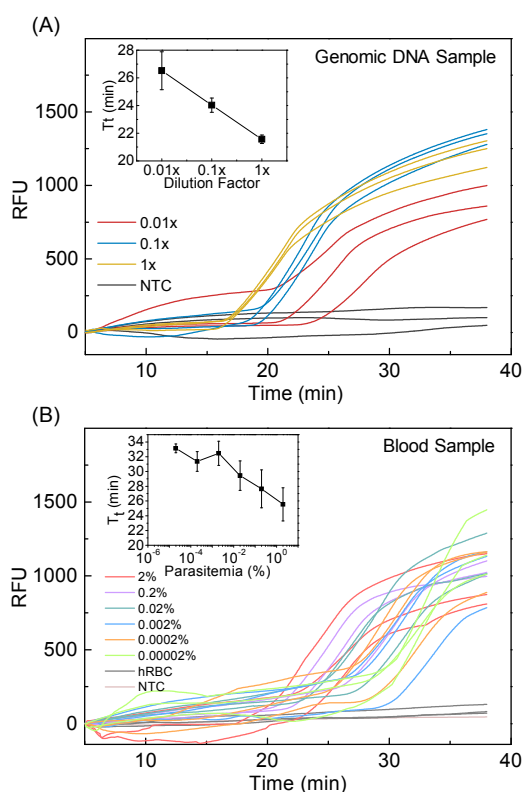 (A)
Genomic DNA Sample
28
26
24
22
20
Tt (min)
0.01x 0.1x 1x
Dilution Factor
1500
1000
500
0
RFU
0.01x
0.1x
1x
NTC
10 20 30 40
Time (min)
(B)
Blood Sample
34
32
30
28
26
24
22
20
Tt (min)
10-6 10-4 10-2 100 102
Parasitemia (%)
1500
1000
500
0
RFU
2%
0.2%
0.02%
0.002%
0.0002%
0.00002%
hRBC
NTC
10 20 30 40
Time (min)